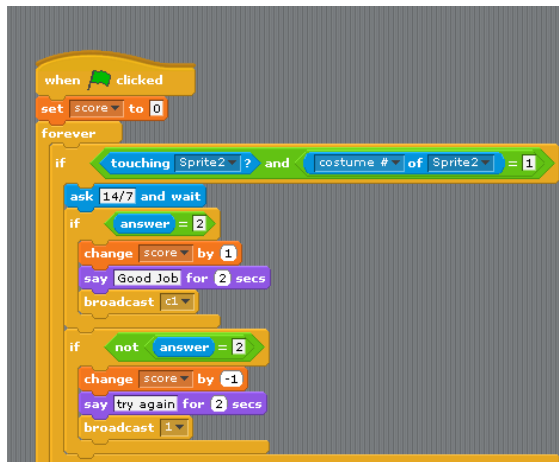 when clicked
set score to 0
forever
if touching Sprite2 ? and costume # of Sprite2 = 1
ask 14/7 and wait
if answer = 2
change score by 1
say Good Job for 2 secs
broadcast c1
if not answer = 2
change score by -1
say try again for 2 secs
broadcast 1